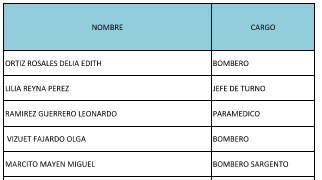 NOMBRE CARGO
ORTIZ ROSALES DELIA EDITH BOMBERO
LILIA REYNA PEREZ JEFE DE TURNO
RAMIREZ GUERRERO LEONARDO PARAMEDICO
VIZUET FAJARDO OLGA BOMBERO
MARCITO MAYEN MIGUEL BOMBERO SARGENTO